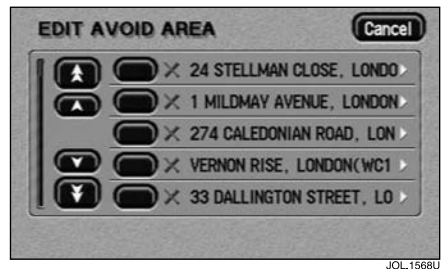 EDIT AVOID AREA Cancel
24 STELLMAN CLOSE, LONDO
1 MILDMAY AVENUE, LONDON
274 CALEDONIAN ROAD, LON
VERNON RISE, LONDON(WC1
33 DALLINGTON STREET, LO
JOL.1568U